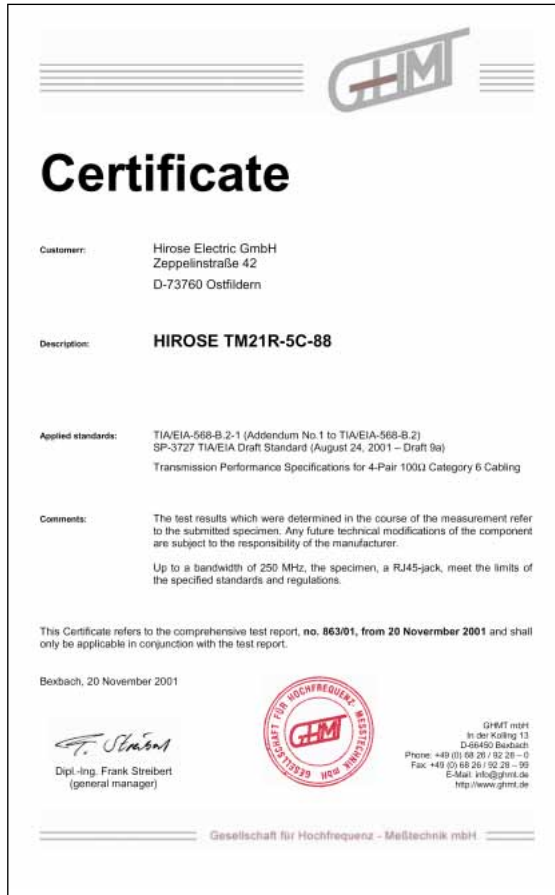 GHMT
Certificate
Customerr: Hirose Electric GmbH
Zeppelinstraße 42
D-73760 Ostfildern
Description: HIROSE TM21R-5C-88
Applied standards: TIA/EIA-568-B.2-1 (Addendum No.1 to TIA/EIA-568-B.2)
SP-3727 TIA/EIA Draft Standard (August 24, 2001 – Draft 9a)
Transmission Performance Specifications for 4-Pair 100Ω Category 6 Cabling
Comments: The test results which were determined in the course of the measurement refer
to the submitted specimen. Any future technical modifications of the component
are subject to the responsibility of the manufacturer.
Up to a bandwidth of 250 MHz, the specimen, a RJ45-jack, meet the limits of
the specified standards and regulations.
This Certificate refers to the comprehensive test report, no. 863/01, from 20 Novermber 2001 and shall
only be applicable in conjunction with the test report.
Bexbach, 20 November 2001
F. Streibert
Dipl.-Ing. Frank Streibert
(general manager)
GESELLSCHAFT FÜR HOCHFREQUENZ- MESSTECHNIK mbH
GHMT
GHMT mbH
In der Kolling 13
D-66450 Bexbach
Phone: +49 (0) 68 26 / 92 28 – 0
Fax: +49 (0) 68 26 / 92 28 – 99
E-Mail: info@ghmt.de
http://www.ghmt.de
Gesellschaft für Hochfrequenz - Meßtechnik mbH